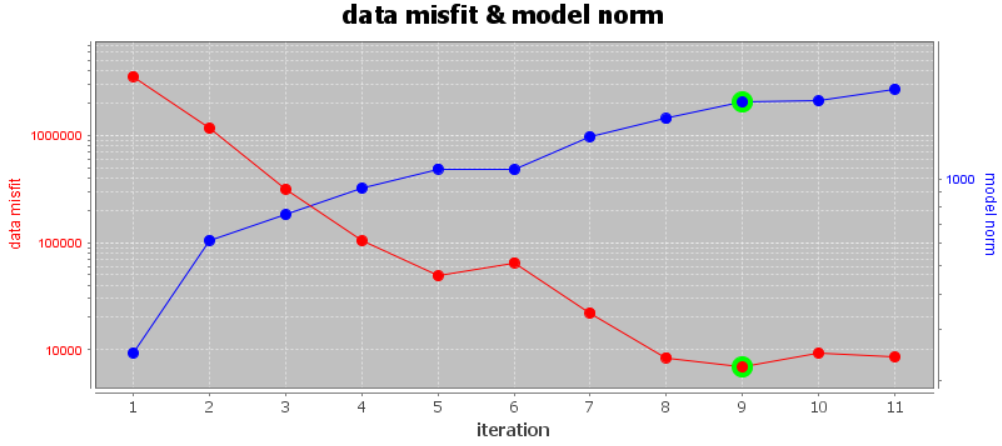 data misfit & model norm
1000000
100000
10000
data misfit
1000
model norm
1 2 3 4 5 6 7 8 9 10 11
iteration